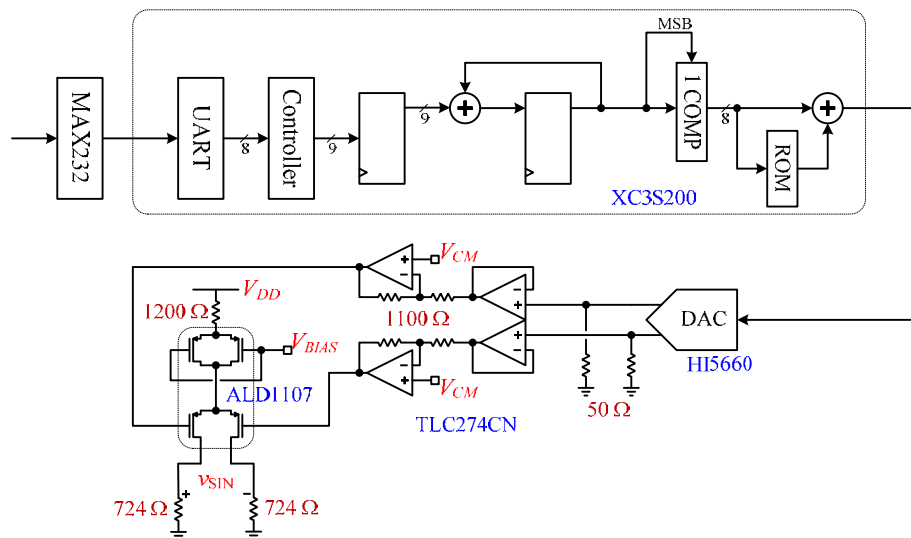 MSB
MAX232
UART
8
Controller
9
9
1 COMP
8
ROM
XC3S200
V_CM
V_DD
1200 Ω
1100 Ω
DAC
V_BIAS
HI5660
ALD1107
V_CM
50 Ω
TLC274CN
v_SIN
724 Ω
724 Ω